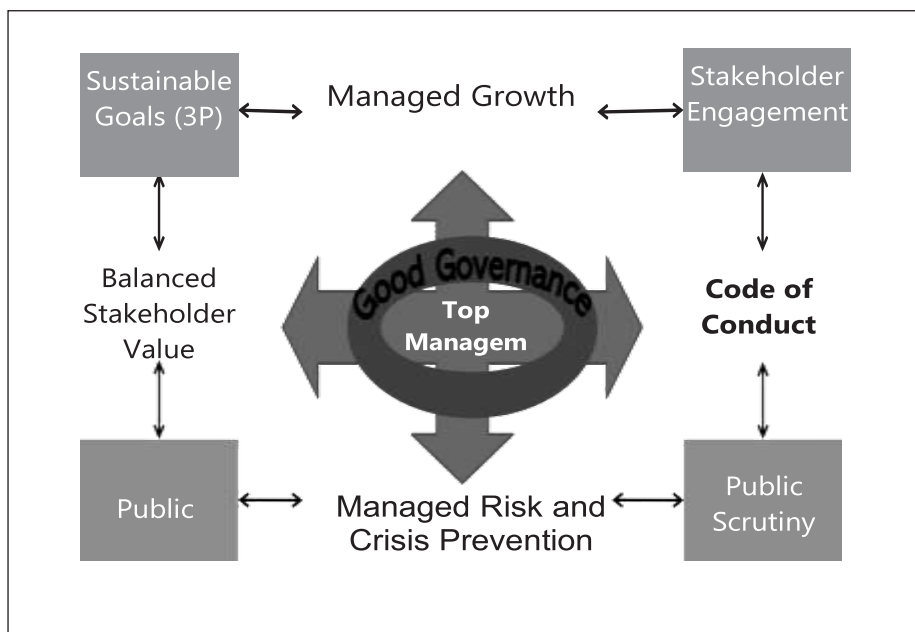 Sustainable
Goals (3P)
Managed Growth
Stakeholder
Engagement
Good Governance
Top
Managem
Balanced
Stakeholder
Value
Code of
Conduct
Public
Managed Risk and
Crisis Prevention
Public
Scrutiny